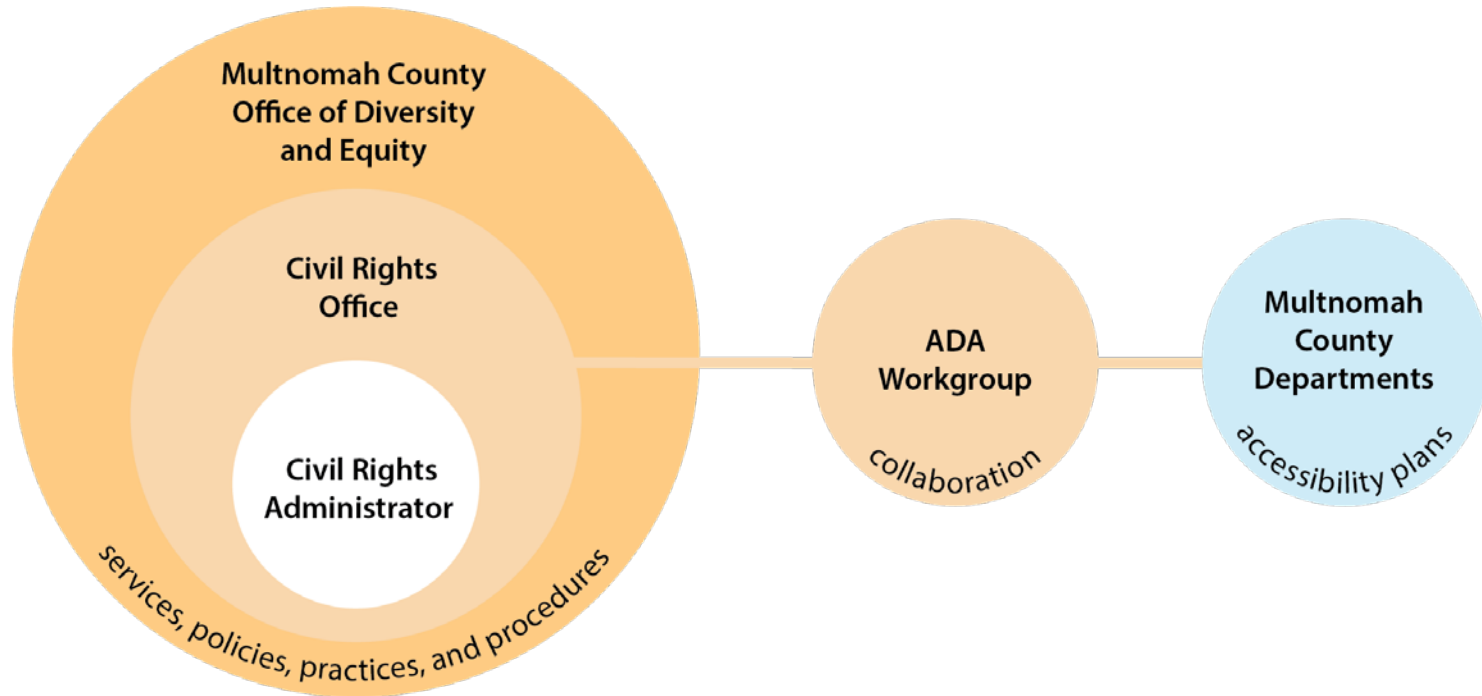 Multnomah County
Office of Diversity
and Equity
Civil Rights
Office
Civil Rights
Administrator
services, policies, practices, and procedures
ADA
Workgroup
collaboration
Multnomah
County
Departments
accessibility plans